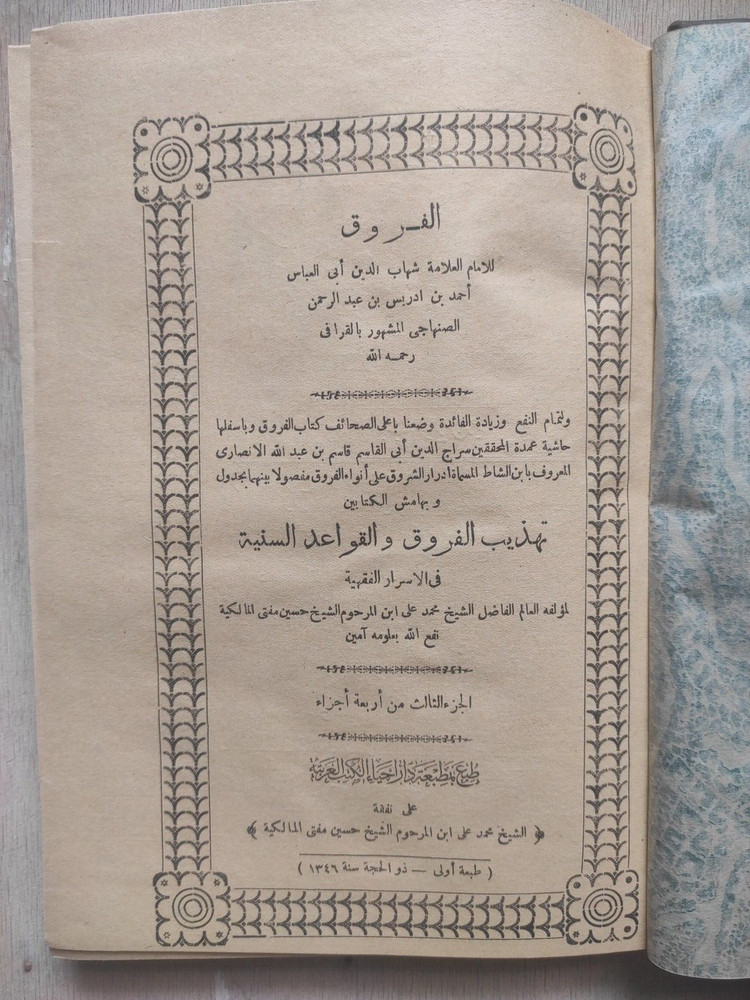 الفروق
للامام العلامة شهاب الدين أبى العباس
أحمد بن ادريس بن عبد الرحمن
الصنهاجى المشهور بالقرافى
رحمه الله
ولتمام النفع وزيادة الفائدة وضعنا باعلى الصحائف كتاب الفروق وباسفلها
حاشية عمدة المحققين سراج الدين أبى القاسم قاسم بن عبد الله الانصارى
المعروف بابن الشاط المسماة ادرار الشروق على أنواء الفروق مفصولا بينهما بجدول
وبهامش الكتابين
تهذيب الفروق والقواعد السنية
فى الاسرار الفقهية
لمؤلفه العالم الفاضل الشيخ محمد على ابن المرحوم الشيخ حسين مفتى المالكية
نفع الله بعلومه آمين
الجزء الثالث من أربعة أجزاء
طبع بمطبعة دار احياء الكتب العربية
على نفقة
﴿ الشيخ محمد على ابن المرحوم الشيخ حسين مفتى المالكية ﴾
( طبعة أولى — ذو الحجة سنة ١٣٤٦ )